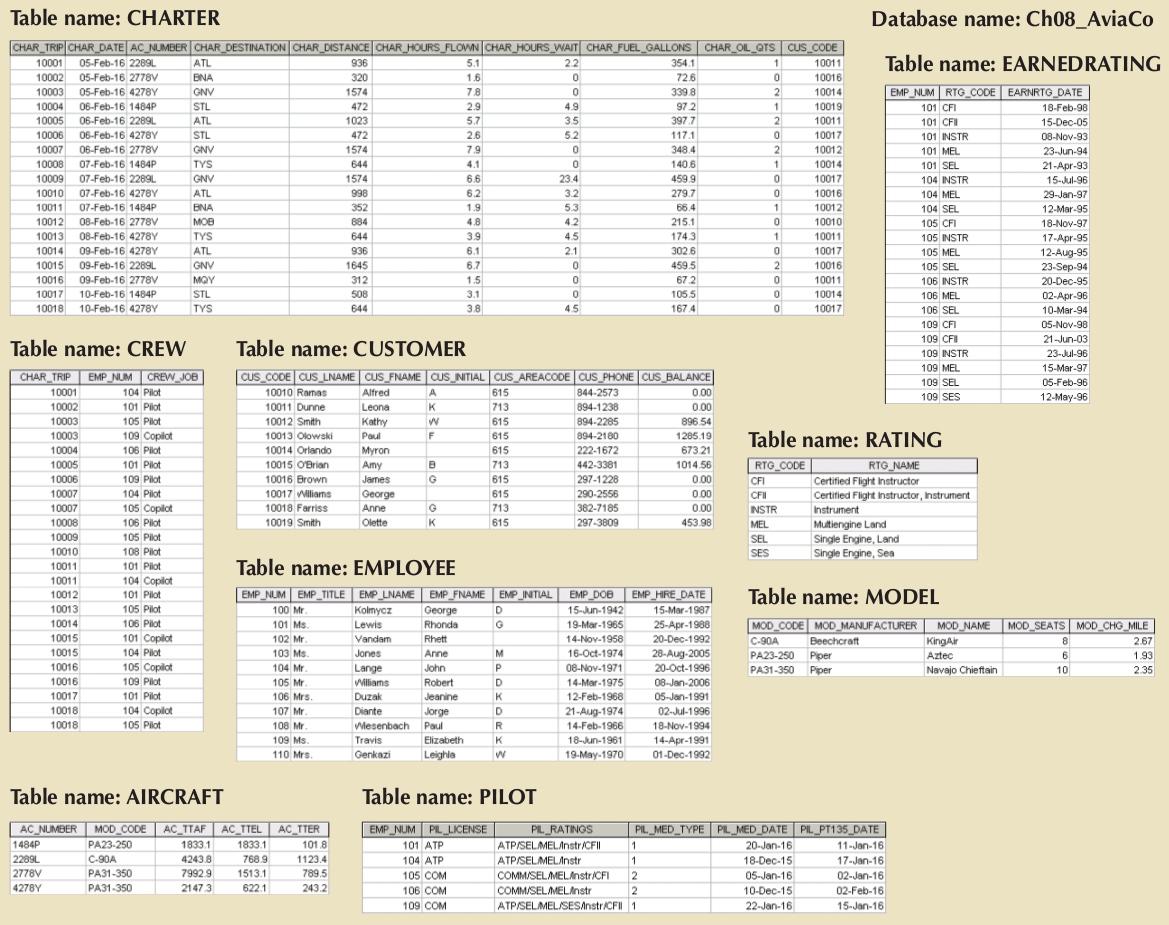 Table name: CHARTER
CHAR_TRIP CHAR_DATE AC_NUMBER CHAR_DESTINATION CHAR_DISTANCE CHAR_HOURS_FLOWN CHAR_HOURS_WAIT CHAR_FUEL_GALLONS CHAR_OIL_QTS CUS_CODE
10001 05-Feb-16 2289L ATL 936 5.1 2.2 354.1 1 10011
10002 05-Feb-16 2778V BNA 320 1.6 0 72.6 0 10016
10003 05-Feb-16 4278Y GNV 1574 7.8 0 339.8 2 10014
10004 06-Feb-16 1484P STL 472 2.9 4.9 97.2 1 10019
10005 06-Feb-16 2289L ATL 1023 5.7 3.5 397.7 2 10011
10006 06-Feb-16 4278Y STL 472 2.6 5.2 117.1 0 10017
10007 06-Feb-16 2778V GNV 1574 7.9 0 348.4 2 10012
10008 07-Feb-16 1484P TYS 644 4.1 0 140.6 1 10014
10009 07-Feb-16 2289L GNV 1574 6.6 23.4 459.9 0 10017
10010 07-Feb-16 4278Y ATL 998 6.2 3.2 279.7 0 10016
10011 07-Feb-16 1484P BNA 352 1.9 5.3 66.4 1 10012
10012 08-Feb-16 2778V MOB 884 4.8 4.2 215.1 0 10010
10013 08-Feb-16 4278Y TYS 644 3.9 4.5 174.3 1 10011
10014 09-Feb-16 4278Y ATL 936 6.1 2.1 302.6 0 10017
10015 09-Feb-16 2289L GNV 1645 6.7 0 459.5 2 10016
10016 09-Feb-16 2778V MQY 312 1.5 0 67.2 0 10011
10017 10-Feb-16 1484P STL 508 3.1 0 105.5 0 10014
10018 10-Feb-16 4278Y TYS 644 3.8 4.5 167.4 0 10017
Database name: Ch08_AviaCo
Table name: EARNEDRATING
EMP_NUM RTG_CODE EARNRTG_DATE
101 CFI 18-Feb-98
101 CFII 15-Dec-05
101 INSTR 08-Nov-93
101 MEL 23-Jun-94
101 SEL 21-Apr-93
104 INSTR 15-Jul-96
104 MEL 29-Jan-97
104 SEL 12-Mar-95
105 CFI 18-Nov-97
105 INSTR 17-Apr-95
105 MEL 12-Aug-95
105 SEL 23-Sep-94
106 INSTR 20-Dec-95
106 MEL 02-Apr-96
106 SEL 10-Mar-94
109 CFI 05-Nov-98
109 CFII 21-Jun-03
109 INSTR 23-Jul-96
109 MEL 15-Mar-97
109 SEL 05-Feb-96
109 SES 12-May-96
Table name: CREW
CHAR_TRIP EMP_NUM CREW_JOB
10001 104 Pilot
10002 101 Pilot
10003 105 Pilot
10003 109 Copilot
10004 106 Pilot
10005 101 Pilot
10006 109 Pilot
10007 104 Pilot
10007 105 Copilot
10008 106 Pilot
10009 105 Pilot
10010 108 Pilot
10011 101 Pilot
10011 104 Copilot
10012 101 Pilot
10013 105 Pilot
10014 106 Pilot
10015 101 Copilot
10015 104 Pilot
10016 105 Copilot
10016 109 Pilot
10017 101 Pilot
10018 104 Copilot
10018 105 Pilot
Table name: CUSTOMER
CUS_CODE CUS_LNAME CUS_FNAME CUS_INITIAL CUS_AREACODE CUS_PHONE CUS_BALANCE
10010 Ramas Alfred A 615 844-2573 0.00
10011 Dunne Leona K 713 894-1238 0.00
10012 Smith Kathy W 615 894-2285 896.54
10013 Olowski Paul F 615 894-2180 1285.19
10014 Orlando Myron 615 222-1672 673.21
10015 O'Brian Amy B 713 442-3381 1014.56
10016 Brown James G 615 297-1228 0.00
10017 Williams George 615 290-2556 0.00
10018 Farriss Anne G 713 382-7185 0.00
10019 Smith Olette K 615 297-3809 453.98
Table name: RATING
RTG_CODE RTG_NAME
CFI Certified Flight Instructor
CFII Certified Flight Instructor, Instrument
INSTR Instrument
MEL Multiengine Land
SEL Single Engine, Land
SES Single Engine, Sea
Table name: EMPLOYEE
EMP_NUM EMP_TITLE EMP_LNAME EMP_FNAME EMP_INITIAL EMP_DOB EMP_HIRE_DATE
100 Mr. Kolmycz George D 15-Jun-1942 15-Mar-1987
101 Ms. Lewis Rhonda G 19-Mar-1965 25-Apr-1988
102 Mr. Vandam Rhett 14-Nov-1958 20-Dec-1992
103 Ms. Jones Anne M 16-Oct-1974 28-Aug-2005
104 Mr. Lange John P 08-Nov-1971 20-Oct-1996
105 Mr. Williams Robert D 14-Mar-1975 08-Jan-2006
106 Mrs. Duzak Jeanine K 12-Feb-1968 05-Jan-1991
107 Mr. Diante Jorge D 21-Aug-1974 02-Jul-1996
108 Mr. Wiesenbach Paul R 14-Feb-1966 18-Nov-1994
109 Ms. Travis Elizabeth K 18-Jun-1961 14-Apr-1991
110 Mrs. Genkazi Leighla W 19-May-1970 01-Dec-1992
Table name: MODEL
MOD_CODE MOD_MANUFACTURER MOD_NAME MOD_SEATS MOD_CHG_MILE
C-90A Beechcraft KingAir 8 2.67
PA23-250 Piper Aztec 6 1.93
PA31-350 Piper Navajo Chieftain 10 2.35
Table name: AIRCRAFT
AC_NUMBER MOD_CODE AC_TTAF AC_TTEL AC_TTER
1484P PA23-250 1833.1 1833.1 101.8
2289L C-90A 4243.8 768.9 1123.4
2778V PA31-350 7992.9 1513.1 789.5
4278Y PA31-350 2147.3 622.1 243.2
Table name: PILOT
EMP_NUM PIL_LICENSE PIL_RATINGS PIL_MED_TYPE PIL_MED_DATE PIL_PT135_DATE
101 ATP ATP/SEL/MEL/Instr/CFII 1 20-Jan-16 11-Jan-16
104 ATP ATP/SEL/MEL/Instr 1 18-Dec-15 17-Jan-16
105 COM COMM/SEL/MEL/Instr/CFI 2 05-Jan-16 02-Jan-16
106 COM COMM/SEL/MEL/Instr 2 10-Dec-15 02-Feb-16
109 COM ATP/SEL/MEL/SES/Instr/CFII 1 22-Jan-16 15-Jan-16